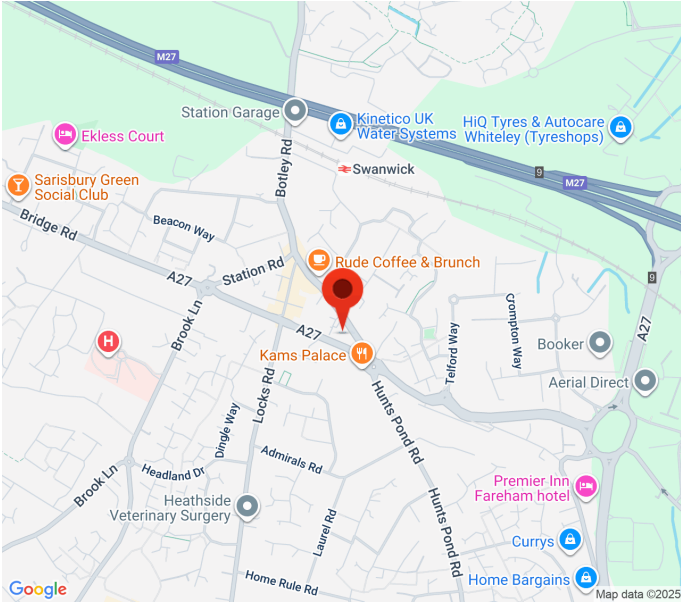 M27
Station Garage
Kinetico UK
Water Systems
HiQ Tyres & Autocare
Whiteley (Tyreshops)
Ekless Court
Botley Rd
Swanwick
9
M27
Sarisbury Green
Social Club
Bridge Rd
Beacon Way
A27
Station Rd
Rude Coffee & Brunch
9
Brook Ln
A27
Kams Palace
Telford Way
Crompton Way
A27
H
Booker
Aerial Direct
Locks Rd
Dingle Way
Hunts Pond Rd
Admirals Rd
Brook Ln
Headland Dr
Heathside
Veterinary Surgery
Laurel Rd
Hunts Pond Rd
Premier Inn
Fareham hotel
Currys
Home Bargains
Home Rule Rd
Google
Map data ©2025